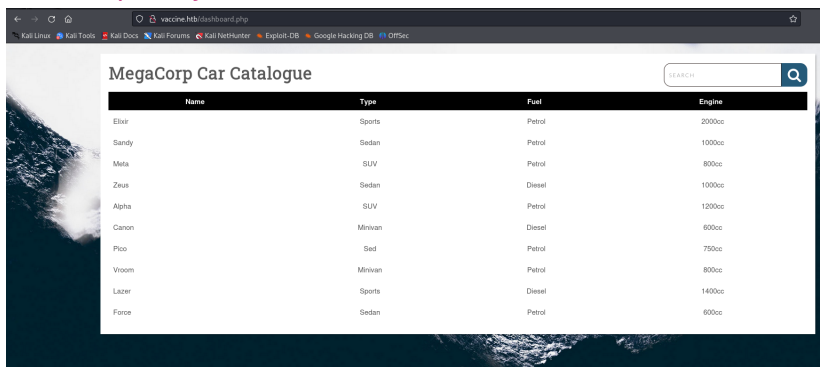 vaccine.htb/dashboard.php
Kali Linux Kali Tools Kali Docs Kali Forums Kali NetHunter Exploit-DB Google Hacking DB OffSec
MegaCorp Car Catalogue SEARCH
Name Type Fuel Engine
Elixir Sports Petrol 2000cc
Sandy Sedan Petrol 1000cc
Meta SUV Petrol 800cc
Zeus Sedan Diesel 1000cc
Alpha SUV Petrol 1200cc
Canon Minivan Diesel 600cc
Pico Sed Petrol 750cc
Vroom Minivan Petrol 800cc
Lazer Sports Diesel 1400cc
Force Sedan Petrol 600cc